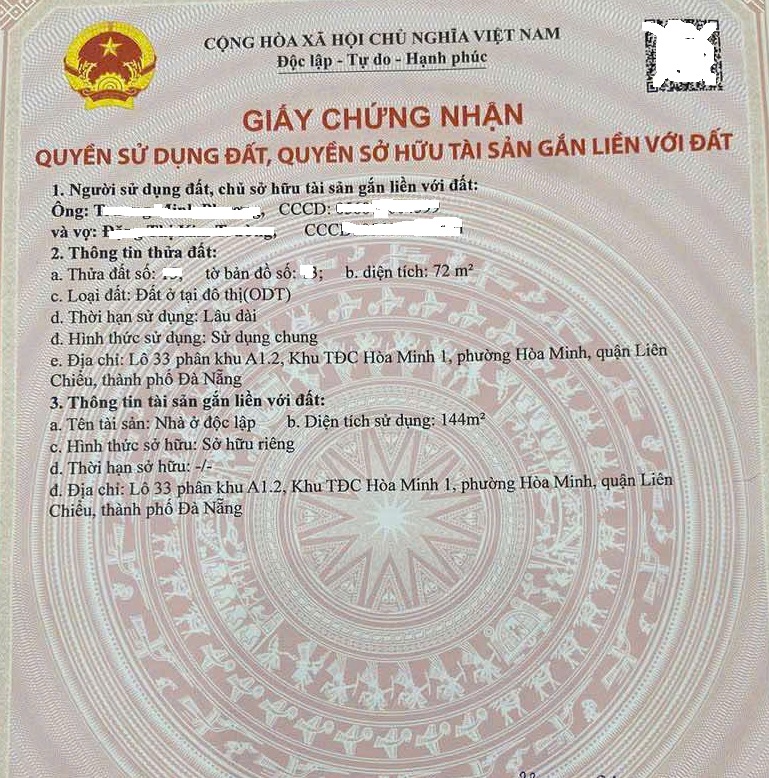 CỘNG HÒA XÃ HỘI CHỦ NGHĨA VIỆT NAM
Độc lập - Tự do - Hạnh phúc
GIẤY CHỨNG NHẬN
QUYỀN SỬ DỤNG ĐẤT, QUYỀN SỞ HỮU TÀI SẢN GẮN LIỀN VỚI ĐẤT
1. Người sử dụng đất, chủ sở hữu tài sản gắn liền với đất:
Ông: CCCD:
và vợ:
2. Thông tin thửa đất:
a. Thửa đất số: tờ bản đồ số: b. diện tích: 72 m²
c. Loại đất: Đất ở tại đô thị(ODT)
d. Thời hạn sử dụng: Lâu dài
đ. Hình thức sử dụng: Sử dụng chung
e. Địa chỉ: Lô 33 phân khu A1.2, Khu TĐC Hòa Minh 1, phường Hòa Minh, quận Liên
Chiểu, thành phố Đà Nẵng
3. Thông tin tài sản gắn liền với đất:
a. Tên tài sản: Nhà ở độc lập b. Diện tích sử dụng: 144m²
c. Hình thức sở hữu: Sở hữu riêng
d. Thời hạn sở hữu: -/-
đ. Địa chỉ: Lô 33 phân khu A1.2, Khu TĐC Hòa Minh 1, phường Hòa Minh, quận Liên
Chiểu, thành phố Đà Nẵng